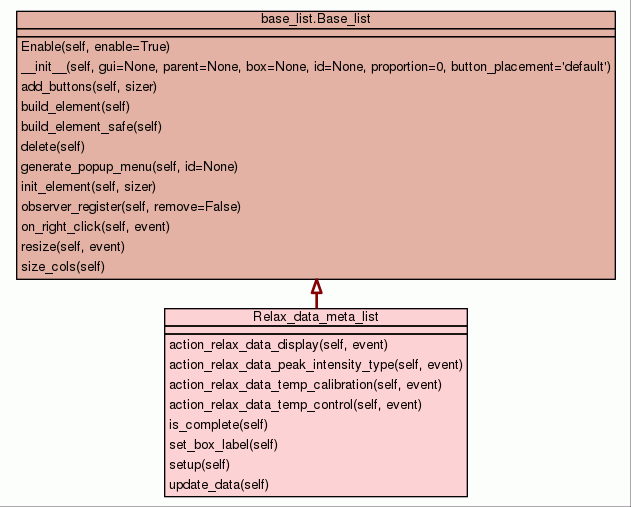 base_list.Base_list
Enable(self, enable=True)
__init__(self, gui=None, parent=None, box=None, id=None, proportion=0, button_placement='default')
add_buttons(self, sizer)
build_element(self)
build_element_safe(self)
delete(self)
generate_popup_menu(self, id=None)
init_element(self, sizer)
observer_register(self, remove=False)
on_right_click(self, event)
resize(self, event)
size_cols(self)
Relax_data_meta_list
action_relax_data_display(self, event)
action_relax_data_peak_intensity_type(self, event)
action_relax_data_temp_calibration(self, event)
action_relax_data_temp_control(self, event)
is_complete(self)
set_box_label(self)
setup(self)
update_data(self)